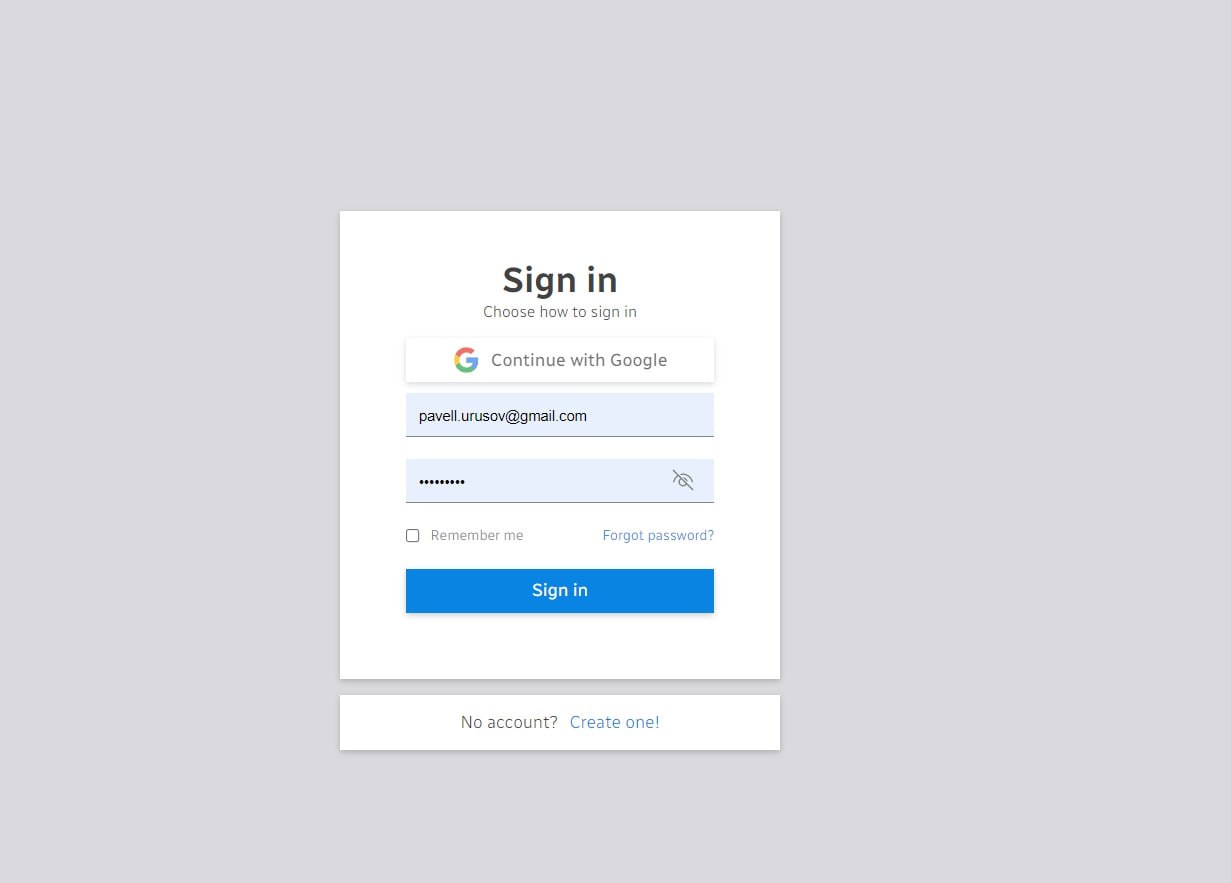 Sign in
Choose how to sign in
Continue with Google
pavell.urusov@gmail.com
•••••••••
Remember me Forgot password?
Sign in
No account? Create one!